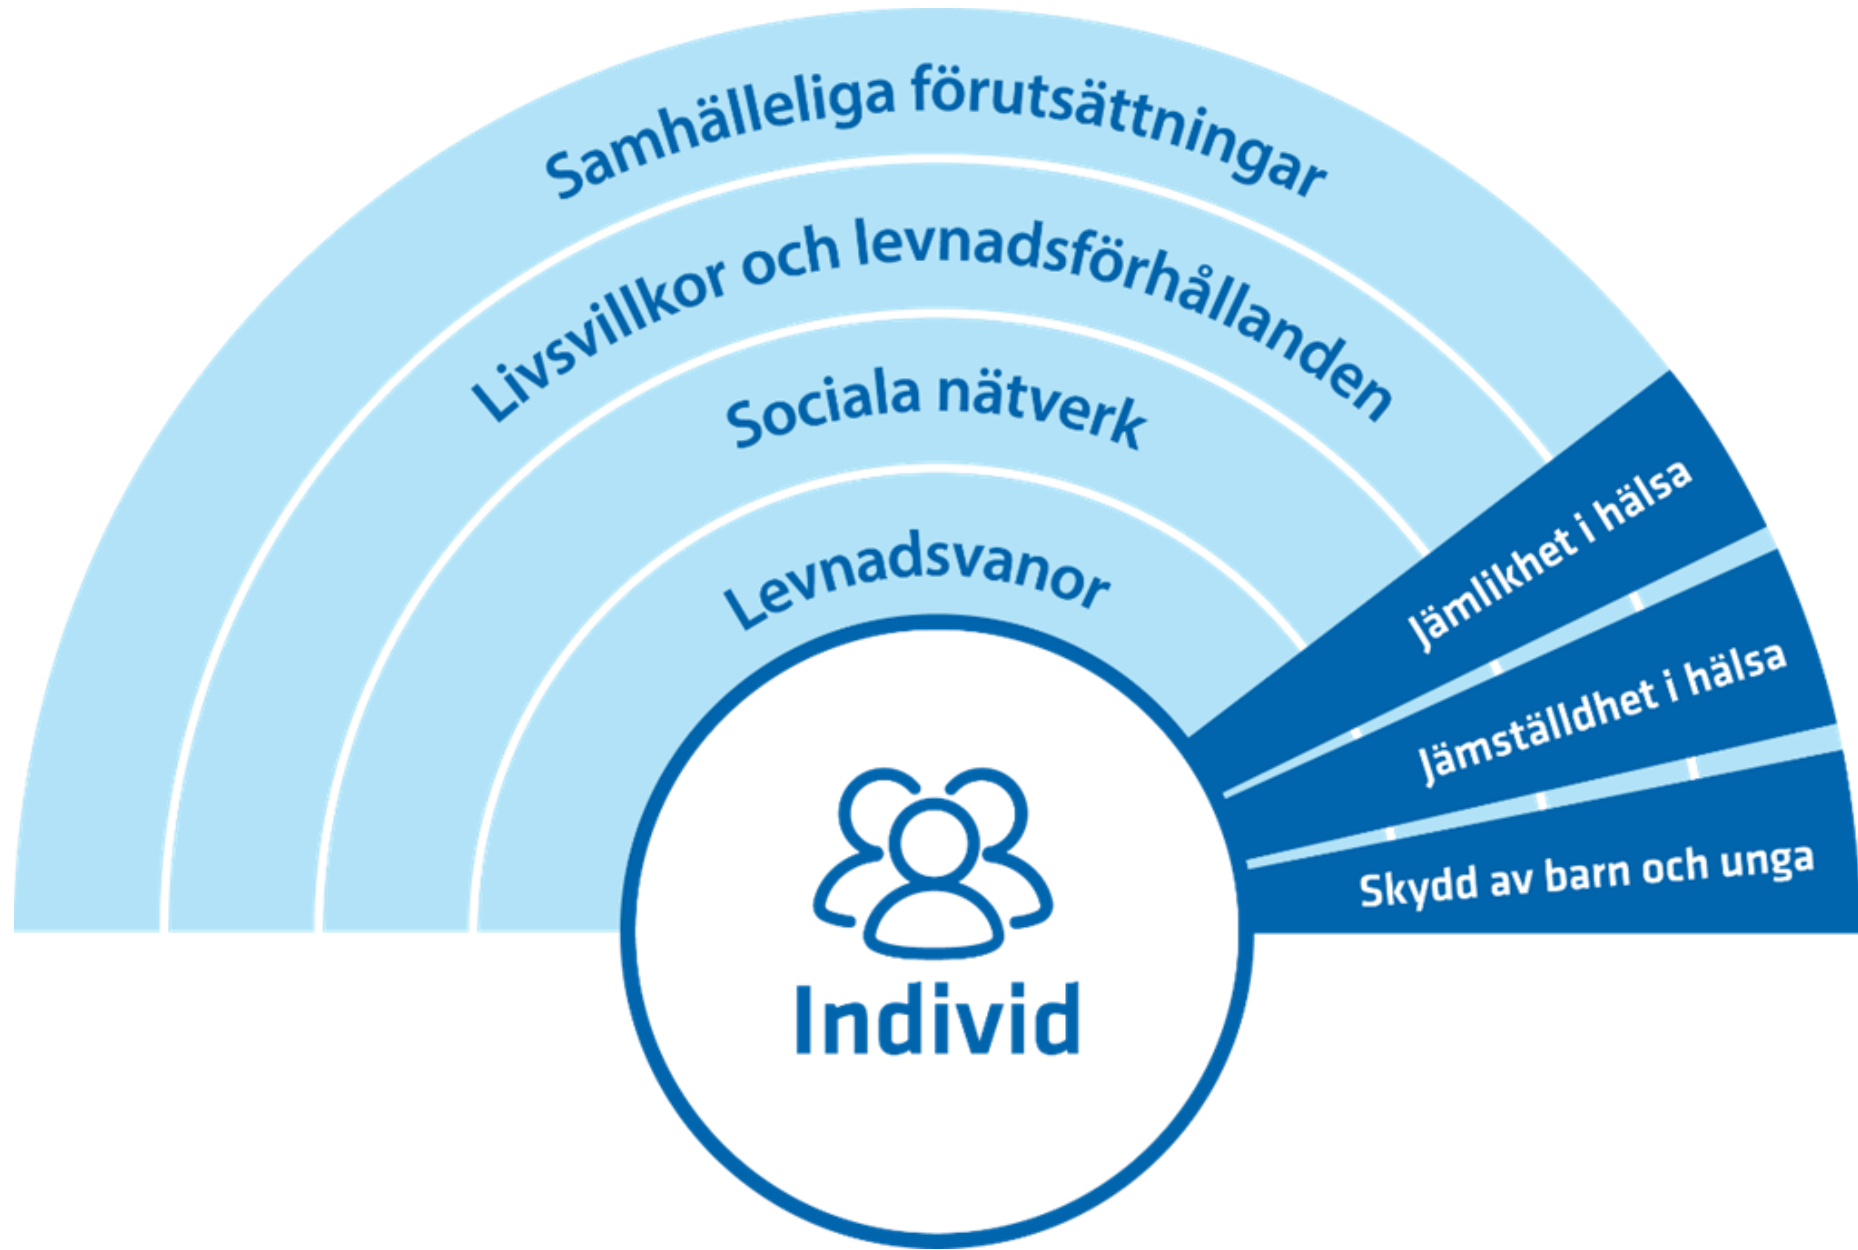 Samhälleliga förutsättningar
Livsvillkor och levnadsförhållanden
Sociala nätverk
Levnadsvanor
Jämlikhet i hälsa
Jämställdhet i hälsa
Skydd av barn och unga
Individ